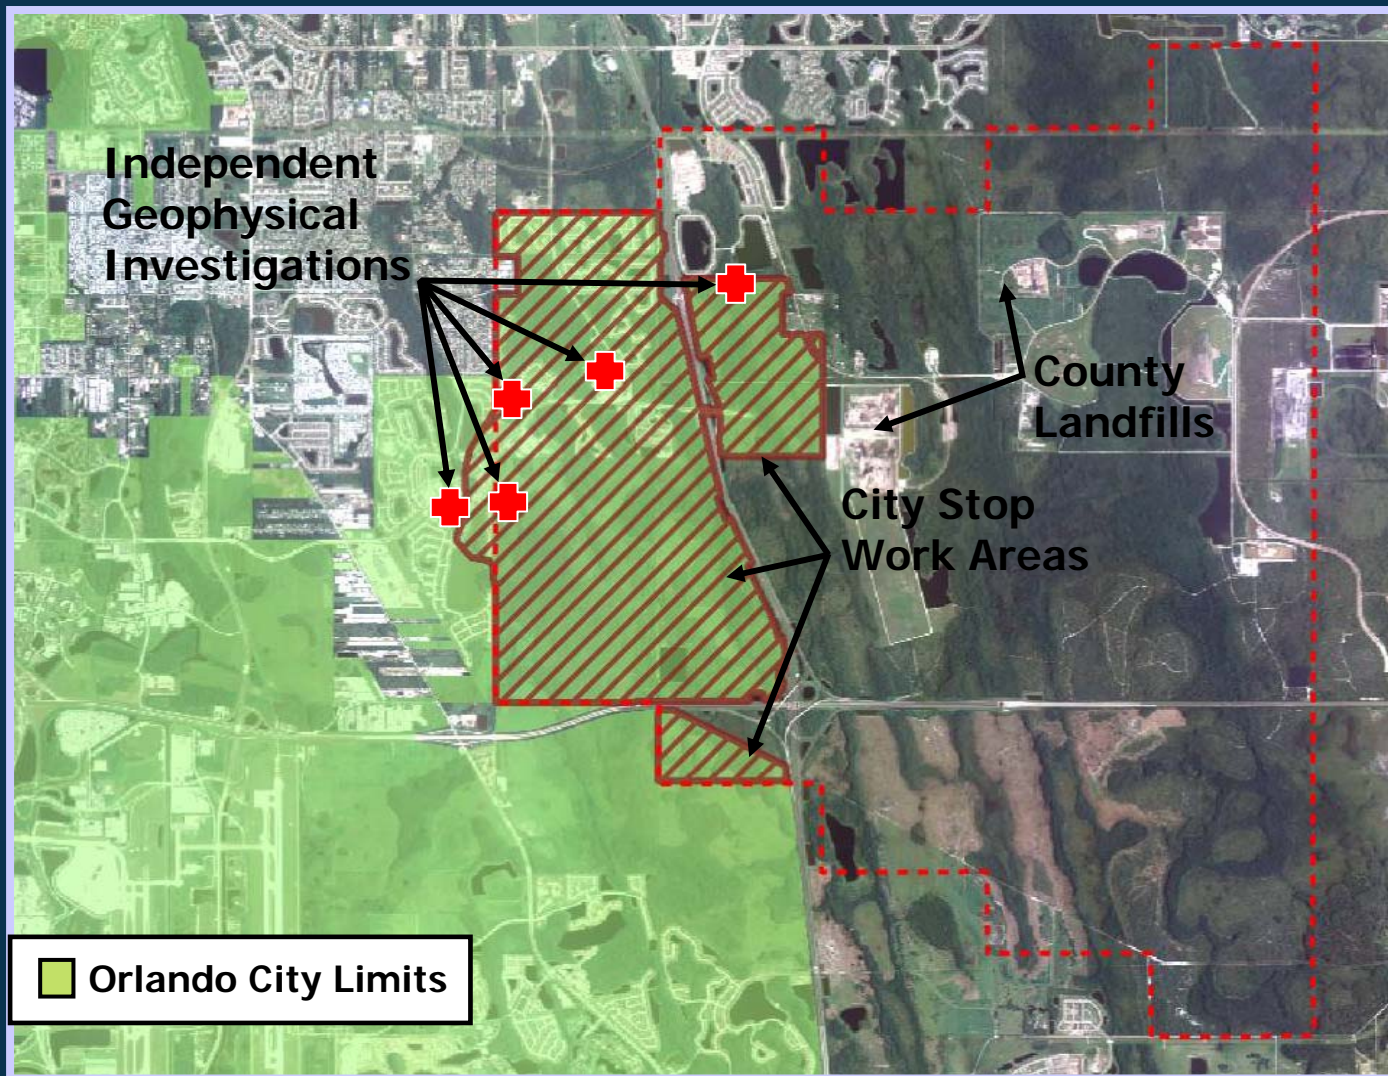 Independent
Geophysical
Investigations
County
Landfills
City Stop
Work Areas
Orlando City Limits